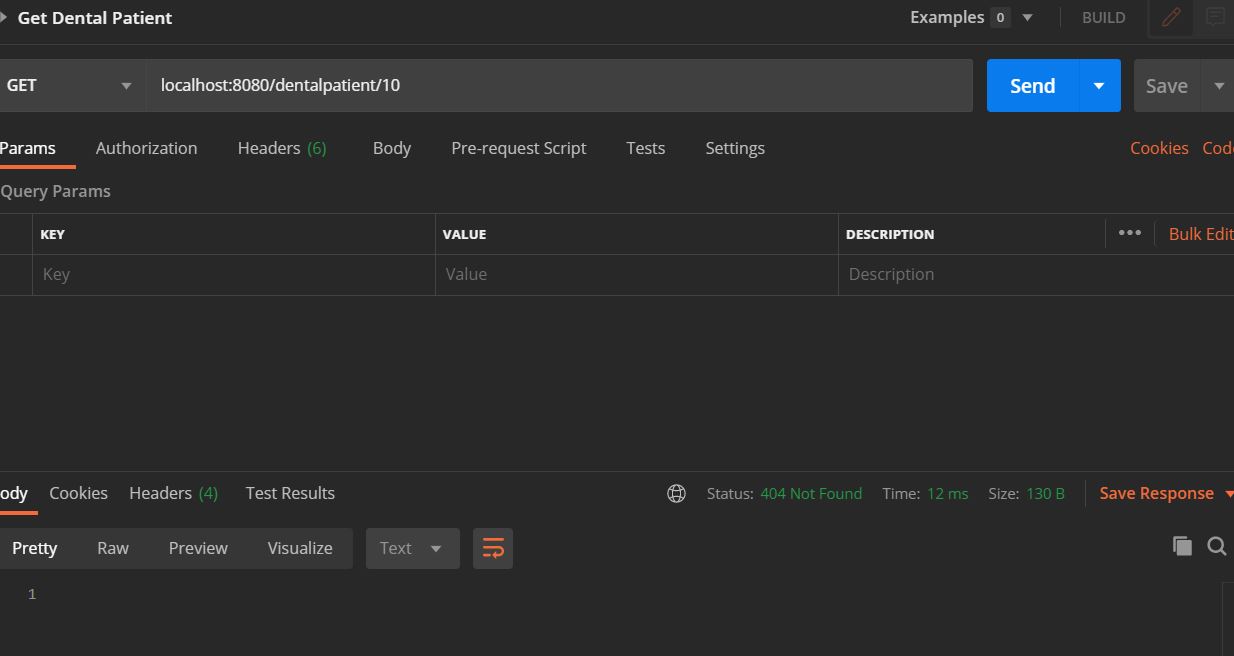 Get Dental Patient Examples 0 BUILD
GET localhost:8080/dentalpatient/10 Send Save
Params Authorization Headers (6) Body Pre-request Script Tests Settings Cookies Code
Query Params
KEY VALUE DESCRIPTION ••• Bulk Edit
Key Value Description
ody Cookies Headers (4) Test Results Status: 404 Not Found Time: 12 ms Size: 130 B Save Response
Pretty Raw Preview Visualize Text
1